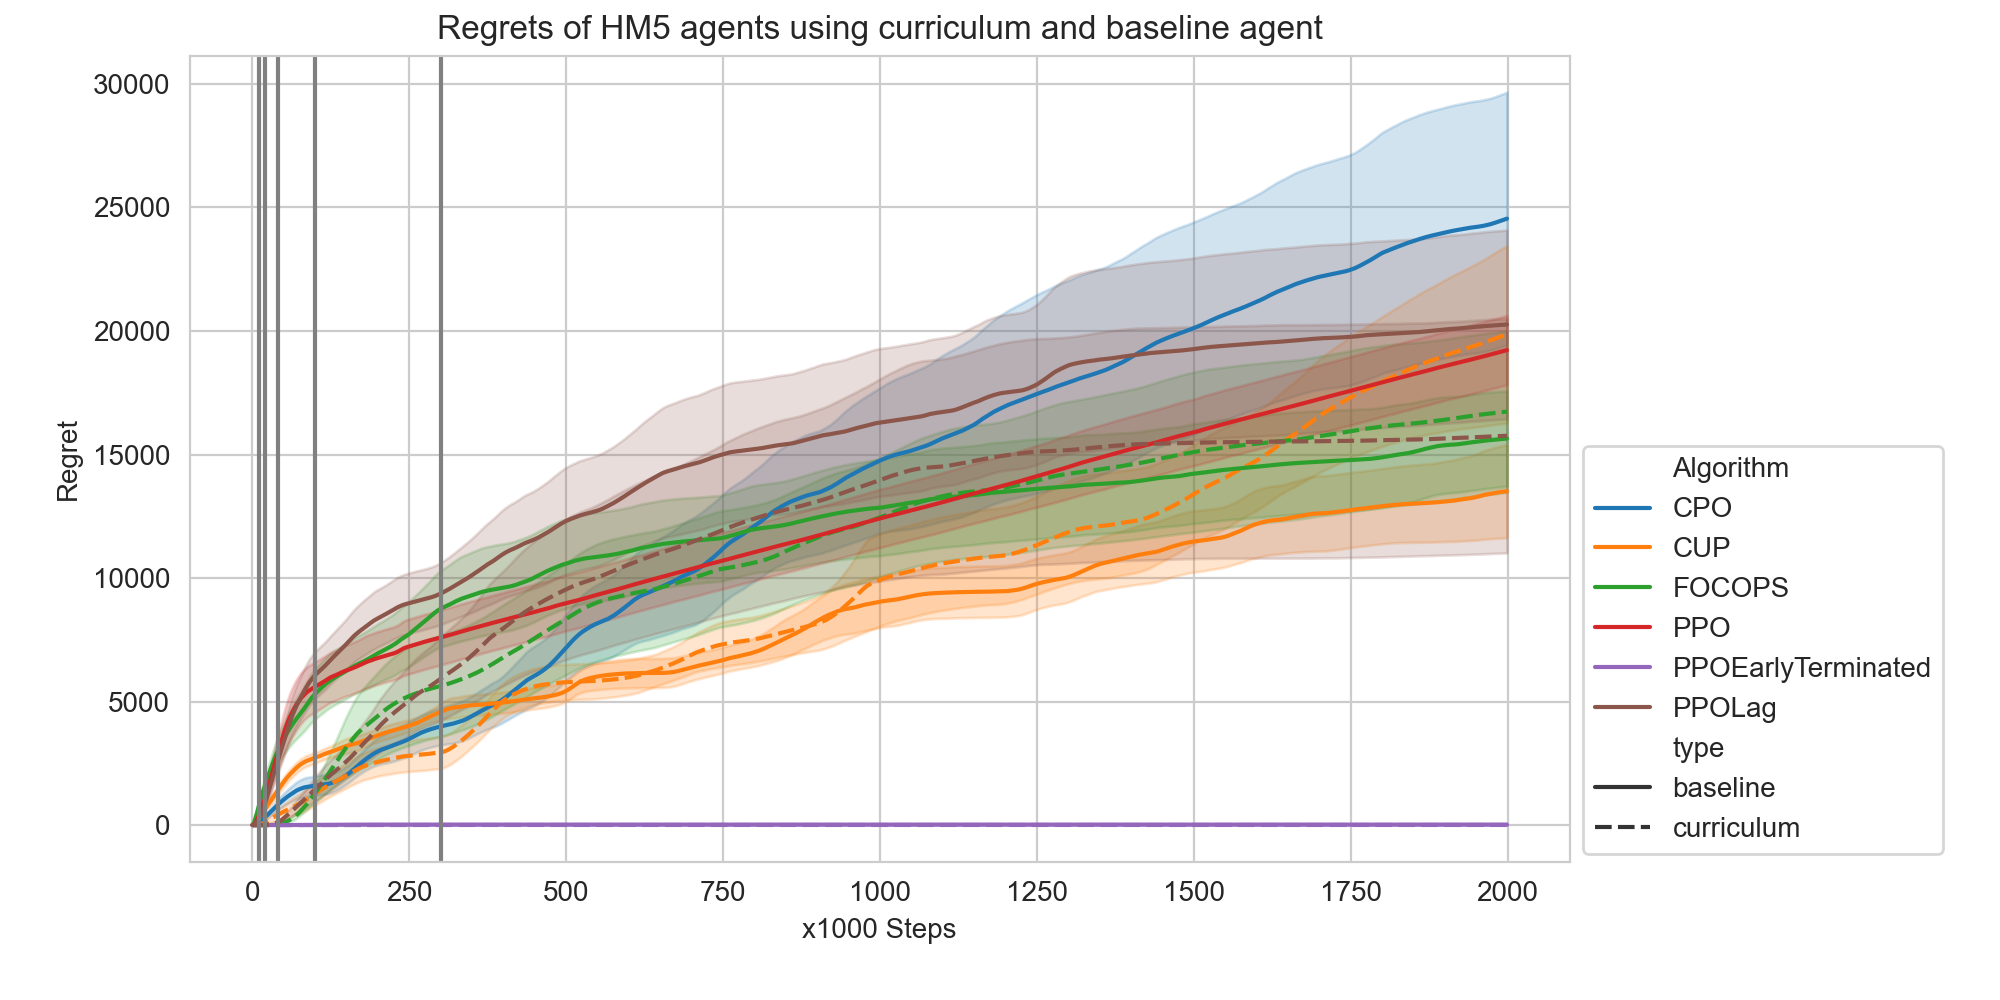 Regrets of HM5 agents using curriculum and baseline agent
30000
25000
20000
15000
10000
5000
0
Regret
0 250 500 750 1000 1250 1500 1750 2000
x1000 Steps
Algorithm
CPO
CUP
FOCOPS
PPO
PPOEarlyTerminated
PPOLag
type
baseline
curriculum